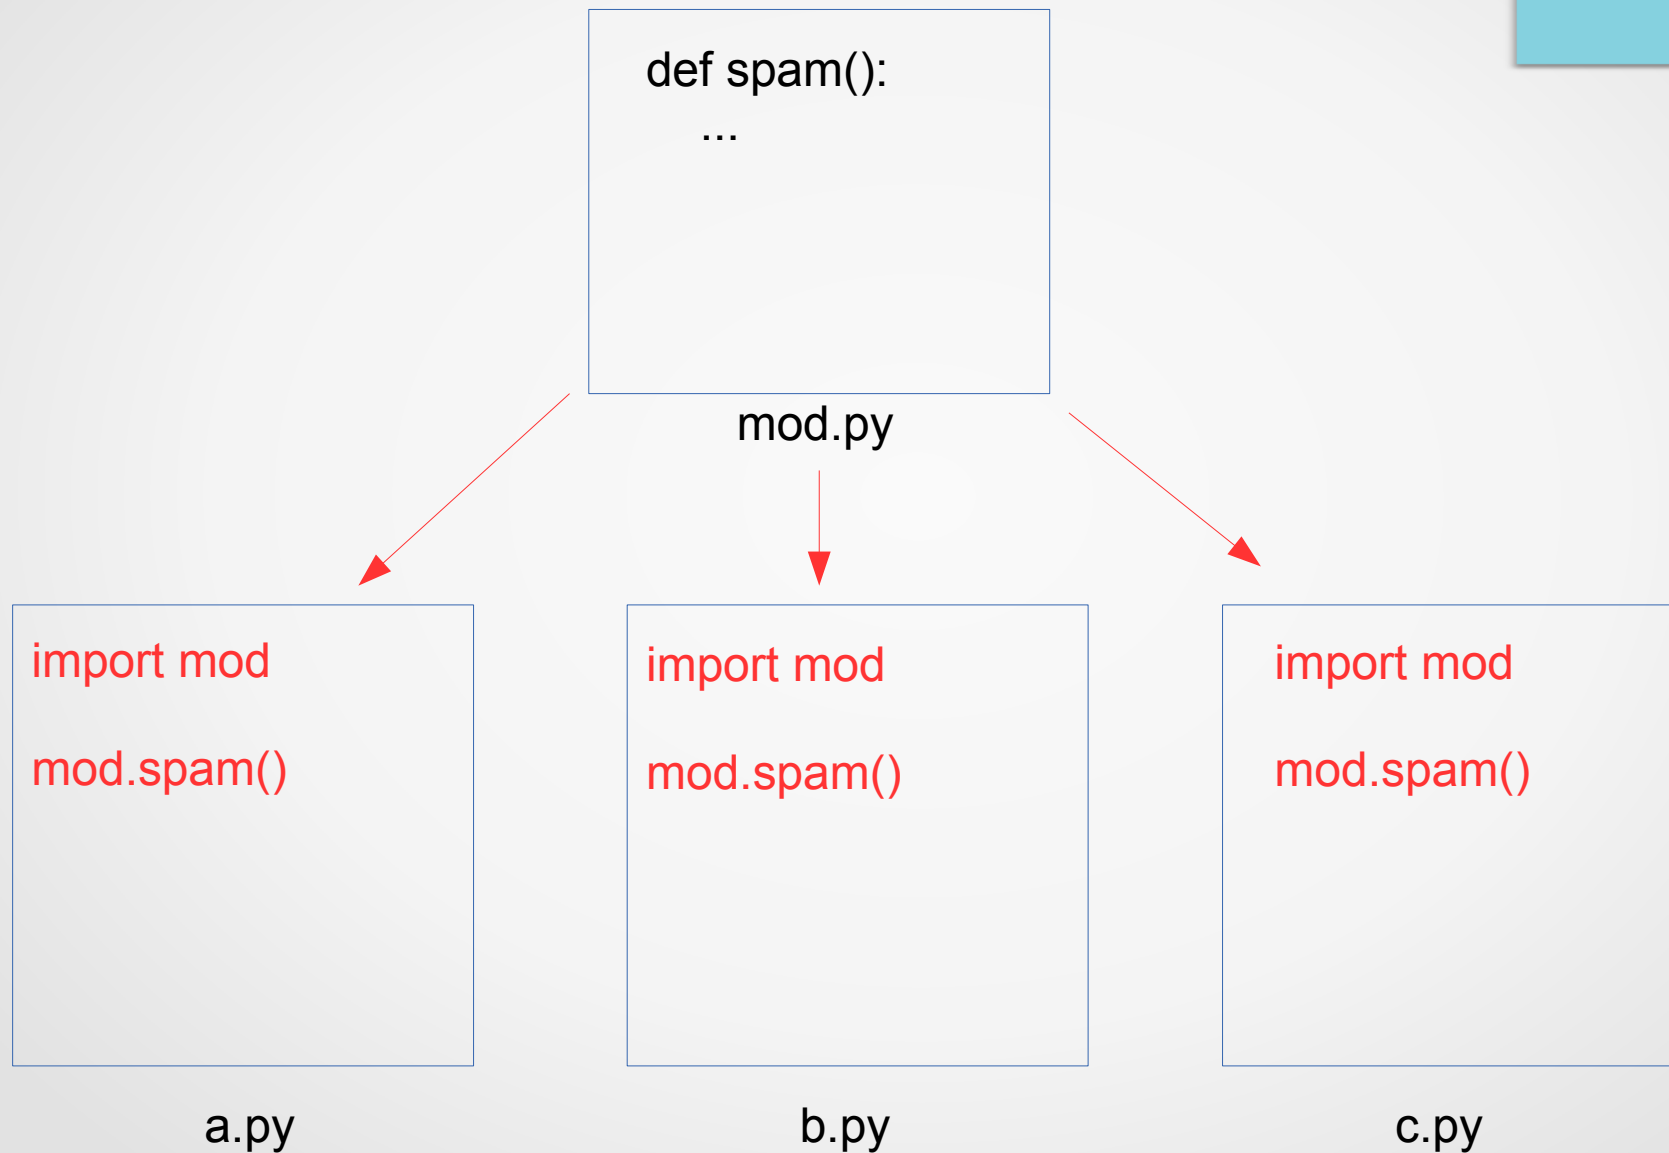 def spam():
...
mod.py
import mod
mod.spam()
a.py
import mod
mod.spam()
b.py
import mod
mod.spam()
c.py